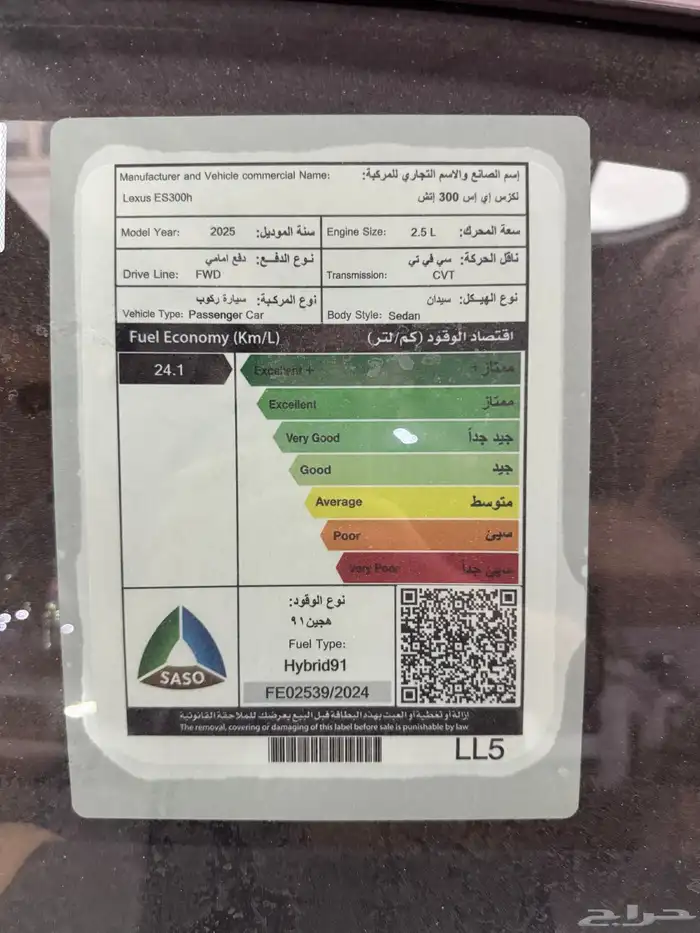 Manufacturer and Vehicle commercial Name: إسم الصانع والاسم التجاري للمركبة:
Lexus ES300h لكزس إي إس 300 إتش
Model Year: 2025 سنة الموديل: Engine Size: 2.5 L سعة المحرك:
نوع الدفع: دفع امامي ناقل الحركة: سي في تي
Drive Line: FWD Transmission: CVT
نوع المركبة: سيارة ركوب نوع الهيكل: سيدان
Vehicle Type: Passenger Car Body Style: Sedan
Fuel Economy (Km/L) اقتصاد الوقود (كم/لتر)
24.1 Excellent + ممتاز +
Excellent ممتاز
Very Good جيد جداً
Good جيد
Average متوسط
Poor سيئ
Very Poor سيئ جداً
نوع الوقود:
هجين٩١
Fuel Type:
Hybrid91
SASO
FE02539/2024
إزالة أو تغطية أو العبث بهذه البطاقة قبل البيع يعرضك للملاحقة القانونية
The removal, covering or damaging of this label before sale is punishable by law
LL5
حراج